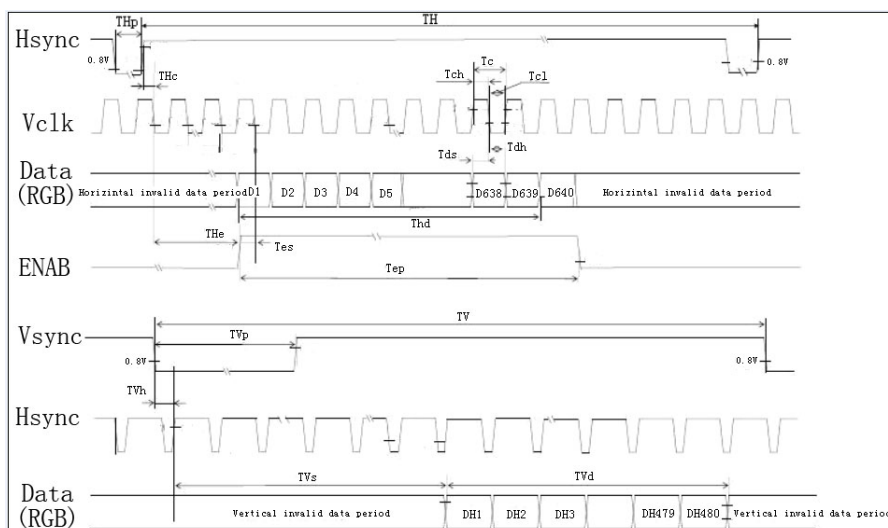 THp
TH
Hsync
0.8V
0.8V
THc
Tc
Tch
Tcl
Vclk
Tds
Tdh
Data
(RGB)
Horizintal invalid data period
D1
D2
D3
D4
D5
D638
D639
D640
Horizintal invalid data period
Thd
THe
Tes
ENAB
Tep
TV
Vsync
TVp
0.8V
0.8V
TVh
Hsync
TVs
TVd
Data
(RGB)
Vertical invalid data period
DH1
DH2
DH3
DH479
DH480
Vertical invalid data period